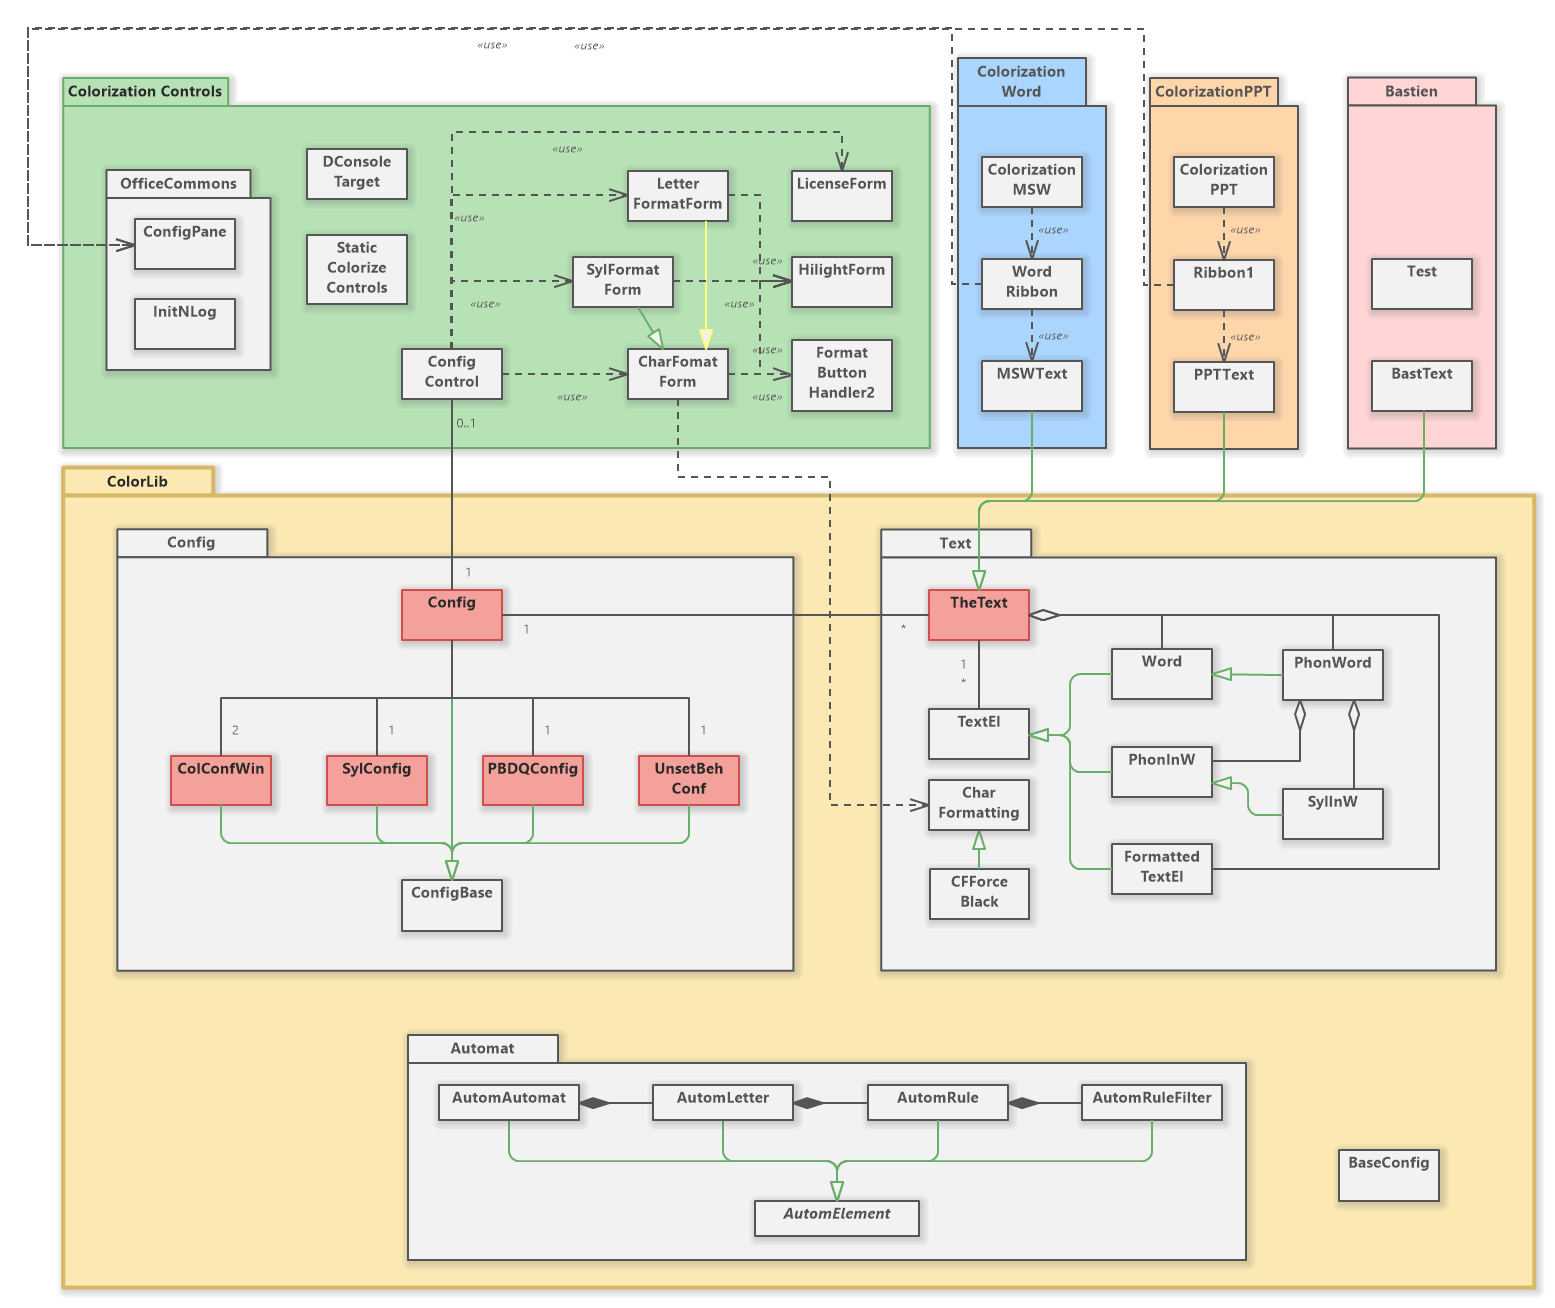 «use»
«use»
Colorization Controls
Colorization
Word
ColorizationPPT
Bastien
DConsole
Target
«use»
OfficeCommons
Letter
FormatForm
LicenseForm
Colorization
MSW
Colorization
PPT
ConfigPane
«use»
«use»
«use»
Static
Colorize
Controls
SylFormat
Form
«use»
HilightForm
Word
Ribbon
Ribbon1
Test
InitNLog
«use»
«use»
«use»
«use»
Config
Control
CharFomat
Form
«use»
Format
Button
Handler2
MSWText
PPTText
BastText
«use»
«use»
0..1
ColorLib
Config
Text
1
Config
TheText
1
*
1
*
Word
PhonWord
TextEl
2
1
1
1
ColConfWin
SylConfig
PBDQConfig
UnsetBeh
Conf
PhonInW
Char
Formatting
SylInW
Formatted
TextEl
ConfigBase
CFForce
Black
Automat
AutomAutomat
AutomLetter
AutomRule
AutomRuleFilter
BaseConfig
AutomElement